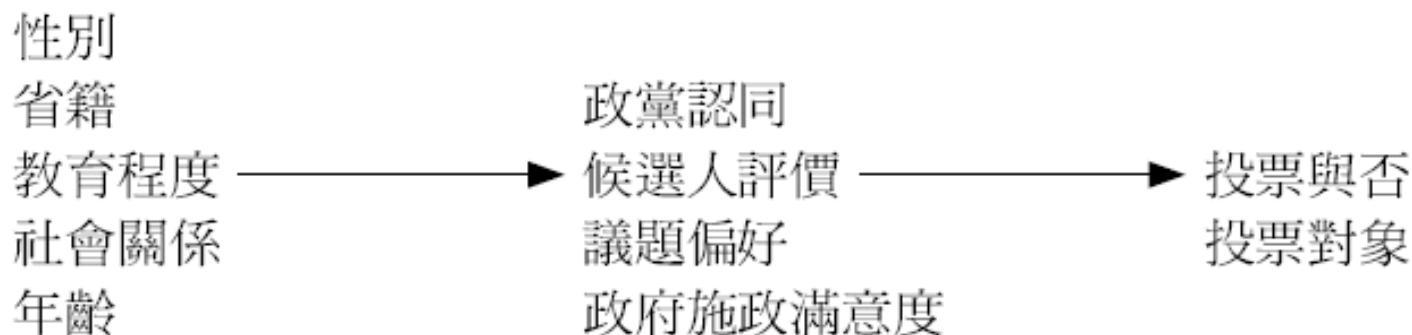 性別
省籍
教育程度
社會關係
年齡
政黨認同
候選人評價
議題偏好
政府施政滿意度
投票與否
投票對象